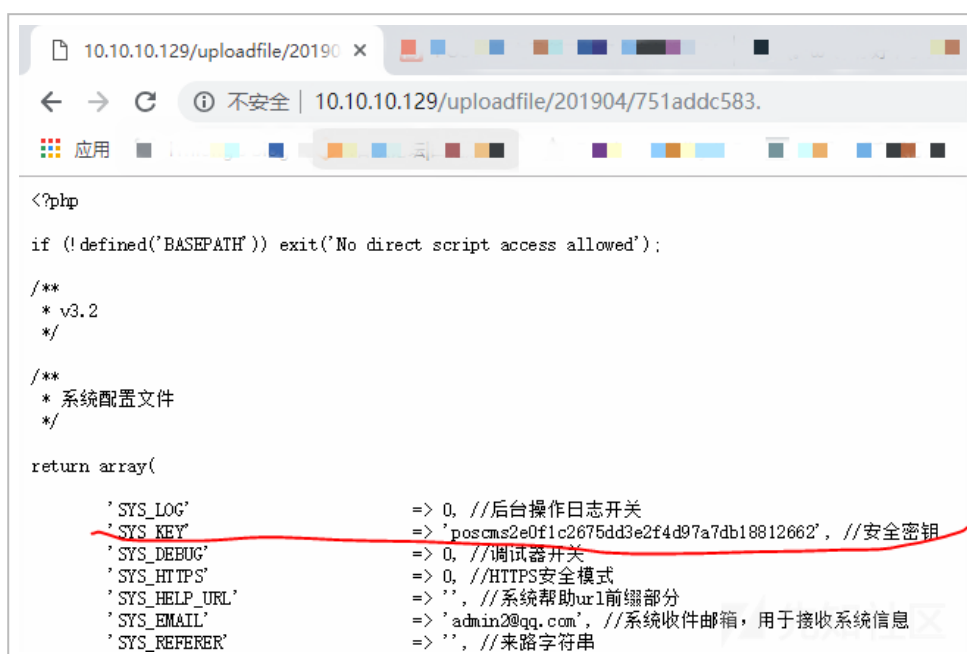 10.10.10.129/uploadfile/20190
不安全 | 10.10.10.129/uploadfile/201904/751addc583.
应用
<?php
if (!defined('BASEPATH')) exit('No direct script access allowed');
/**
* v3.2
*/
/**
* 系统配置文件
*/
return array(
'SYS_LOG' => 0, //后台操作日志开关
'SYS_KEY' => 'poscms2e0f1c2675dd3e2f4d97a7db18812662', //安全密钥
'SYS_DEBUG' => 0, //调试器开关
'SYS_HTTPS' => 0, //HTTPS安全模式
'SYS_HELP_URL' => '', //系统帮助url前缀部分
'SYS_EMAIL' => 'admin2@qq.com', //系统收件邮箱，用于接收系统信息
'SYS_REFERER' => '', //来路字符串